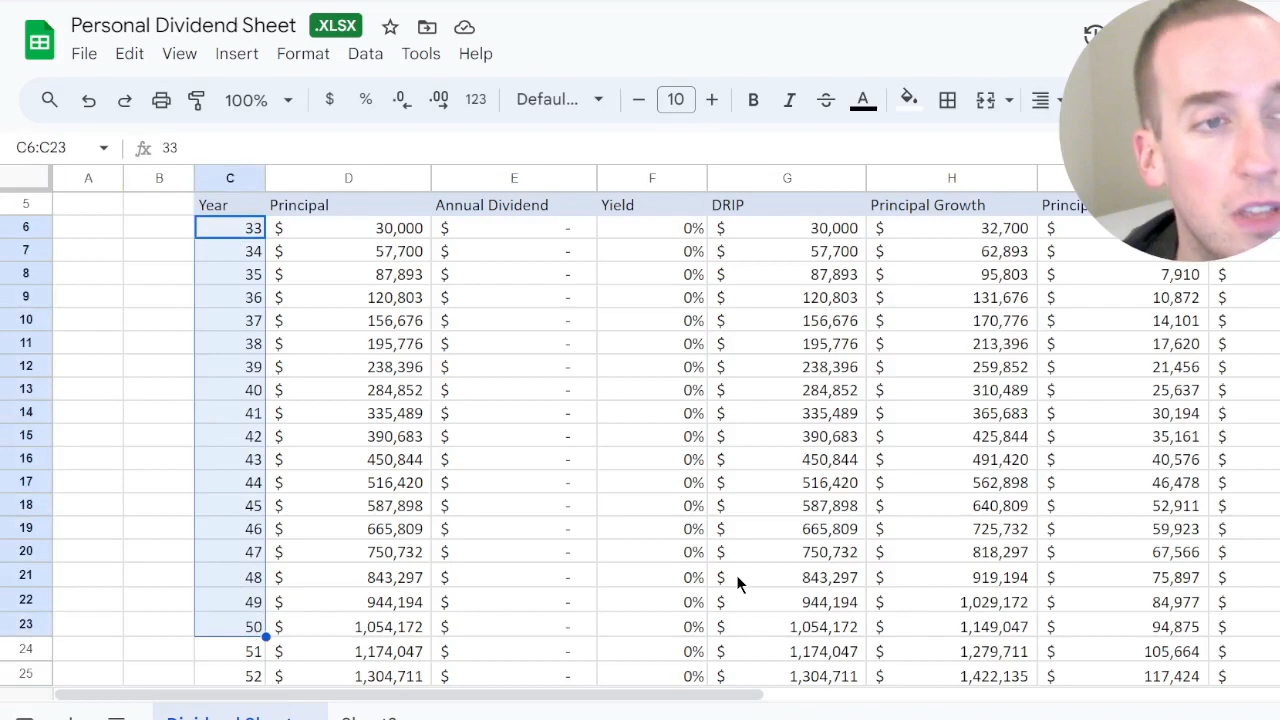 Personal Dividend Sheet .XLSX
File Edit View Insert Format Data Tools Help
100% $ % .0 .00 123 Defaul... − 10 + B I S A
C6:C23 fx 33
A B C D E F G H
5 Year Principal Annual Dividend Yield DRIP Principal Growth
6 33 $ 30,000 $ - 0% $ 30,000 $ 32,700 $
7 34 $ 57,700 $ - 0% $ 57,700 $ 62,893 $
8 35 $ 87,893 $ - 0% $ 87,893 $ 95,803 $ 7,910 $
9 36 $ 120,803 $ - 0% $ 120,803 $ 131,676 $ 10,872 $
10 37 $ 156,676 $ - 0% $ 156,676 $ 170,776 $ 14,101 $
11 38 $ 195,776 $ - 0% $ 195,776 $ 213,396 $ 17,620 $
12 39 $ 238,396 $ - 0% $ 238,396 $ 259,852 $ 21,456 $
13 40 $ 284,852 $ - 0% $ 284,852 $ 310,489 $ 25,637 $
14 41 $ 335,489 $ - 0% $ 335,489 $ 365,683 $ 30,194 $
15 42 $ 390,683 $ - 0% $ 390,683 $ 425,844 $ 35,161 $
16 43 $ 450,844 $ - 0% $ 450,844 $ 491,420 $ 40,576 $
17 44 $ 516,420 $ - 0% $ 516,420 $ 562,898 $ 46,478 $
18 45 $ 587,898 $ - 0% $ 587,898 $ 640,809 $ 52,911 $
19 46 $ 665,809 $ - 0% $ 665,809 $ 725,732 $ 59,923 $
20 47 $ 750,732 $ - 0% $ 750,732 $ 818,297 $ 67,566 $
21 48 $ 843,297 $ - 0% $ 843,297 $ 919,194 $ 75,897 $
22 49 $ 944,194 $ - 0% $ 944,194 $ 1,029,172 $ 84,977 $
23 50 $ 1,054,172 $ - 0% $ 1,054,172 $ 1,149,047 $ 94,875 $
24 51 $ 1,174,047 $ - 0% $ 1,174,047 $ 1,279,711 $ 105,664 $
25 52 $ 1,304,711 $ - 0% $ 1,304,711 $ 1,422,135 $ 117,424 $